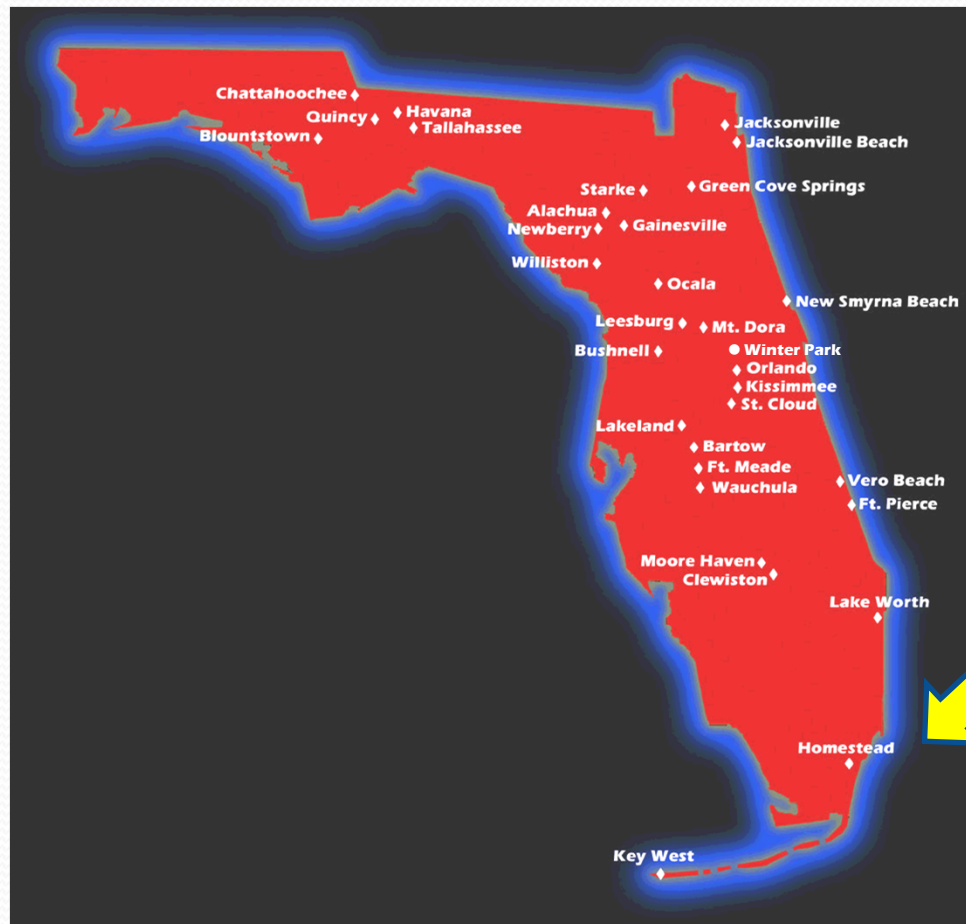 Chattahoochee
Havana
Quincy
Tallahassee
Blountstown
Jacksonville
Jacksonville Beach
Starke
Green Cove Springs
Alachua
Gainesville
Newberry
Williston
Ocala
New Smyrna Beach
Leesburg
Mt. Dora
Winter Park
Bushnell
Orlando
Kissimmee
St. Cloud
Lakeland
Bartow
Ft. Meade
Vero Beach
Wauchula
Ft. Pierce
Moore Haven
Clewiston
Lake Worth
Homestead
Key West